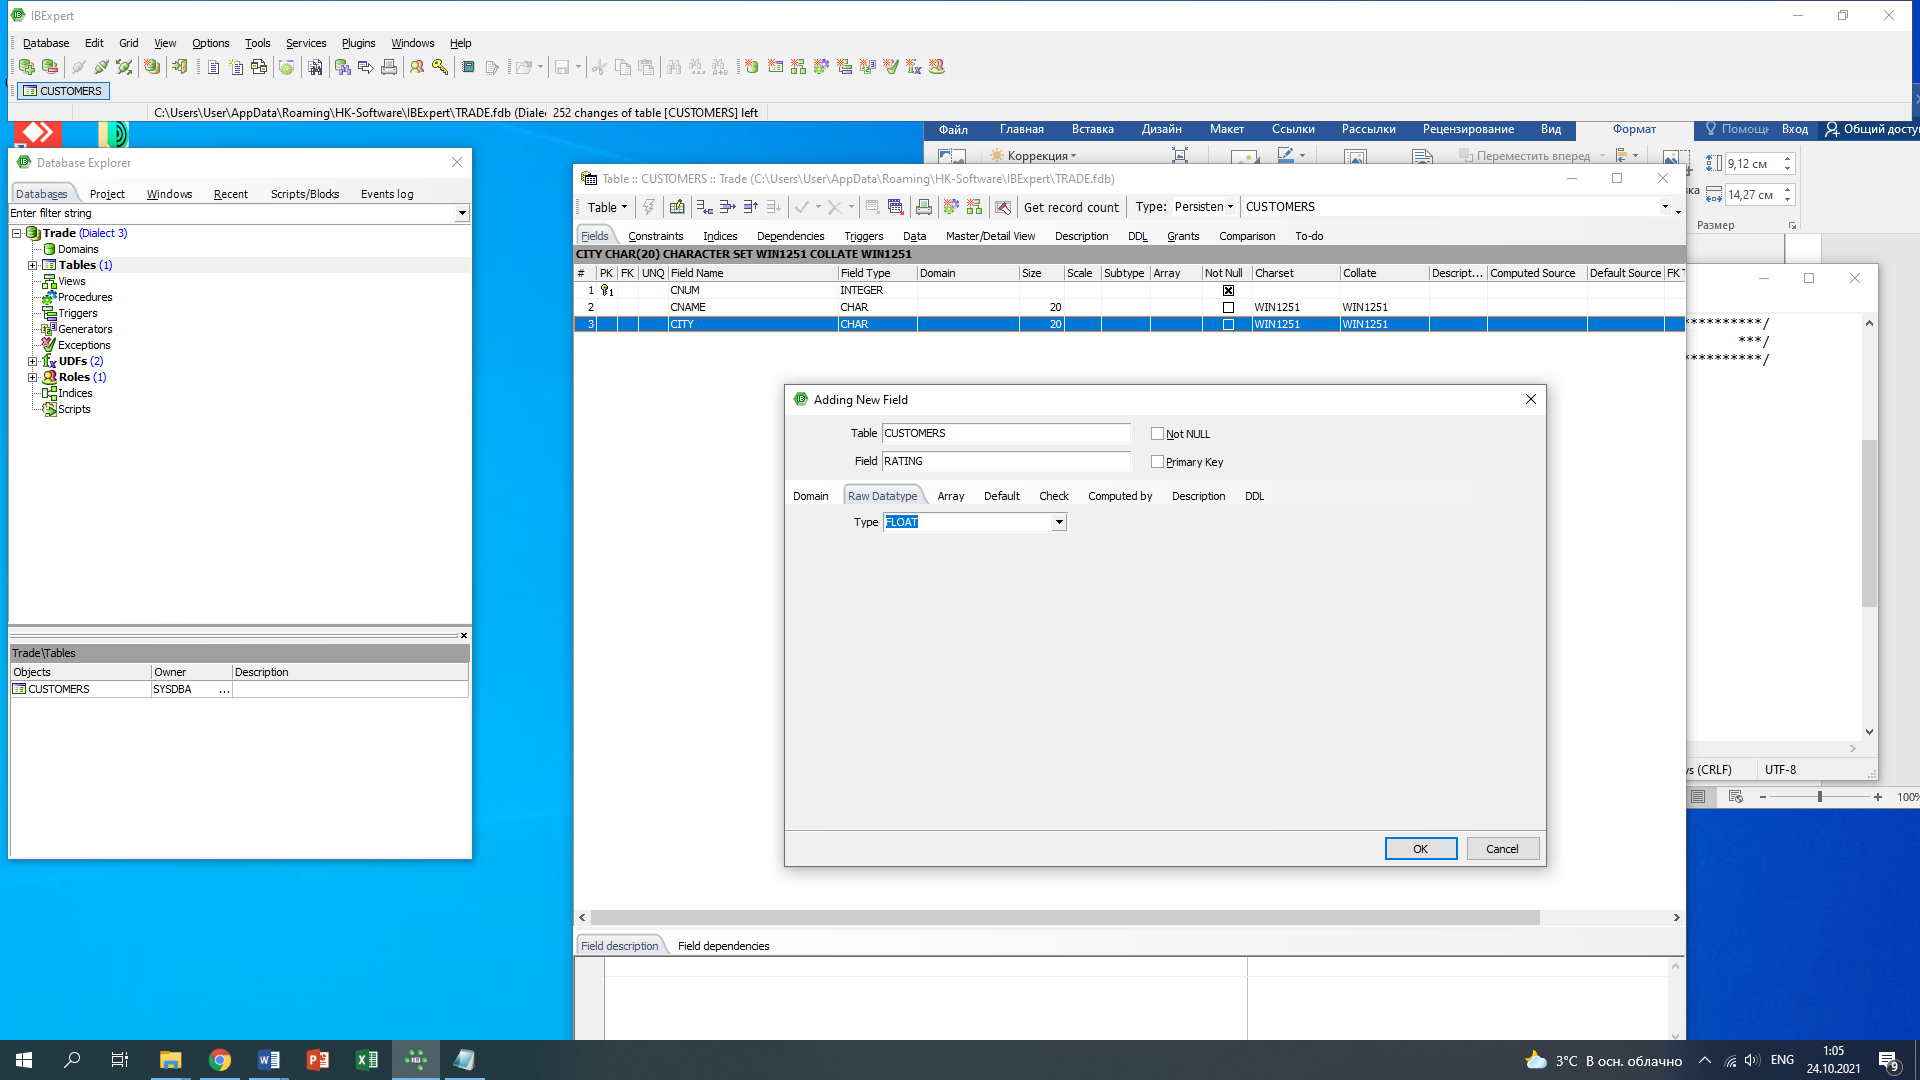 IBExpert
Database Edit Grid View Options Tools Services Plugins Windows Help
CUSTOMERS
C:\Users\User\AppData\Roaming\HK-Software\IBExpert\TRADE.fdb (Dialec 252 changes of table [CUSTOMERS] left
Файл Главная Вставка Дизайн Макет Ссылки Рассылки Рецензирование Вид Формат Помощь Вход Общий доступ
Коррекция Переместить вперед 9,12 см
14,27 см
Размер
Database Explorer
Databases Project Windows Recent Scripts/Blocks Events log
Enter filter string
Trade (Dialect 3)
Domains
Tables (1)
Views
Procedures
Triggers
Generators
Exceptions
UDFs (2)
Roles (1)
Indices
Scripts
Trade\Tables
Objects Owner Description
CUSTOMERS SYSDBA ...
Table :: CUSTOMERS :: Trade (C:\Users\User\AppData\Roaming\HK-Software\IBExpert\TRADE.fdb)
Table Get record count Type: Persisten CUSTOMERS
Fields Constraints Indices Dependencies Triggers Data Master/Detail View Description DDL Grants Comparison To-do
CITY CHAR(20) CHARACTER SET WIN1251 COLLATE WIN1251
# PK FK UNQ Field Name Field Type Domain Size Scale Subtype Array Not Null Charset Collate Descript... Computed Source Default Source FK T
1 1 CNUM INTEGER
2 CNAME CHAR 20 WIN1251 WIN1251
3 CITY CHAR 20 WIN1251 WIN1251
**********/
***/
**********/
Adding New Field
Table CUSTOMERS Not NULL
Field RATING Primary Key
Domain Raw Datatype Array Default Check Computed by Description DDL
Type FLOAT
OK Cancel
(CRLF) UTF-8
100%
Field description Field dependencies
3°C В осн. облачно ENG 1:05
24.10.2021
9